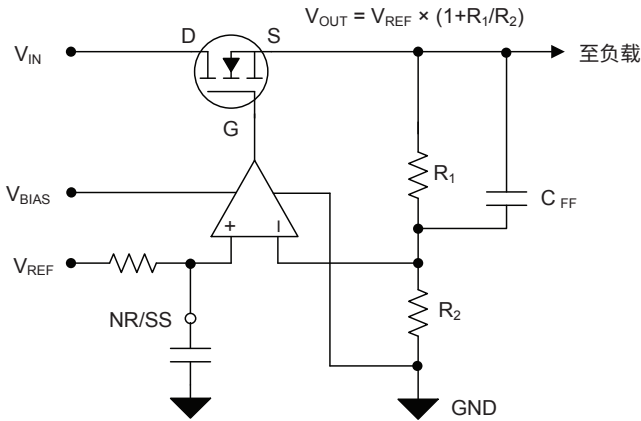 V_OUT = V_REF × (1+R_1/R_2)
D S
V_IN
至负载
G
R_1
V_BIAS
C_FF
+ −
V_REF
NR/SS
R_2
GND